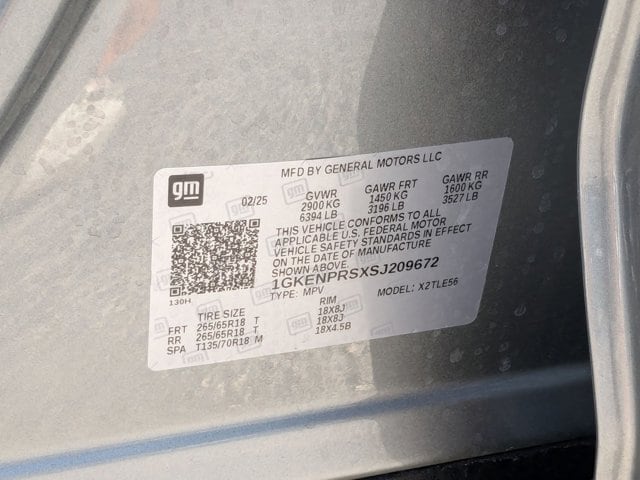 gm
MFD BY GENERAL MOTORS LLC
02/25 GVWR GAWR FRT GAWR RR
2900 KG 1450 KG 1600 KG
6394 LB 3196 LB 3527 LB
THIS VEHICLE CONFORMS TO ALL
APPLICABLE U.S. FEDERAL MOTOR
VEHICLE SAFETY STANDARDS IN EFFECT
ON THE DATE OF MANUFACTURE
SHOWN ABOVE.
1GKENPRSXSJ209672
130H TYPE: MPV MODEL: X2TLE56
TIRE SIZE RIM
FRT 265/65R18 T 18X8J
RR 265/65R18 T 18X8J
SPA T135/70R18 M 18X4.5B